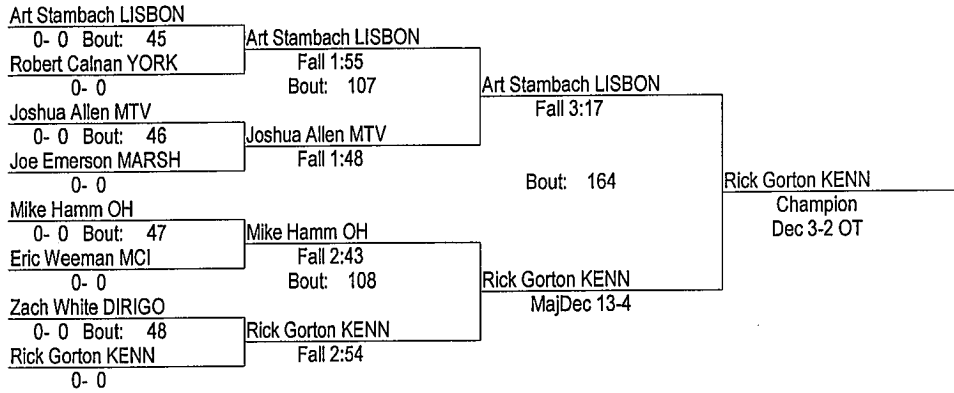 Art Stambach LISBON
0- 0 Bout: 45
Robert Calnan YORK
0- 0
Joshua Allen MTV
0- 0 Bout: 46
Joe Emerson MARSH
0- 0
Mike Hamm OH
0- 0 Bout: 47
Eric Weeman MCI
0- 0
Zach White DIRIGO
0- 0 Bout: 48
Rick Gorton KENN
0- 0
Art Stambach LISBON
Fall 1:55
Bout: 107
Joshua Allen MTV
Fall 1:48
Mike Hamm OH
Fall 2:43
Bout: 108
Rick Gorton KENN
Fall 2:54
Art Stambach LISBON
Fall 3:17
Bout: 164
Rick Gorton KENN
MajDec 13-4
Rick Gorton KENN
Champion
Dec 3-2 OT